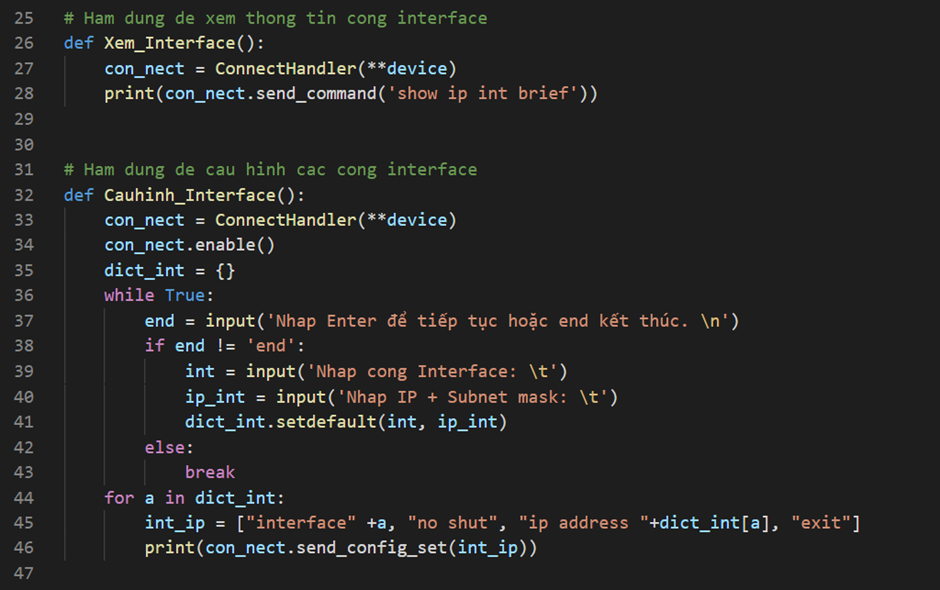 25 # Ham dung de xem thong tin cong interface
26 def Xem_Interface():
27     con_nect = ConnectHandler(**device)
28     print(con_nect.send_command('show ip int brief'))
29
30
31 # Ham dung de cau hinh cac cong interface
32 def Cauhinh_Interface():
33     con_nect = ConnectHandler(**device)
34     con_nect.enable()
35     dict_int = {}
36     while True:
37         end = input('Nhap Enter để tiếp tục hoặc end kết thúc. \n')
38         if end != 'end':
39             int = input('Nhap cong Interface: \t')
40             ip_int = input('Nhap IP + Subnet mask: \t')
41             dict_int.setdefault(int, ip_int)
42         else:
43             break
44     for a in dict_int:
45         int_ip = ["interface" +a, "no shut", "ip address "+dict_int[a], "exit"]
46         print(con_nect.send_config_set(int_ip))
47